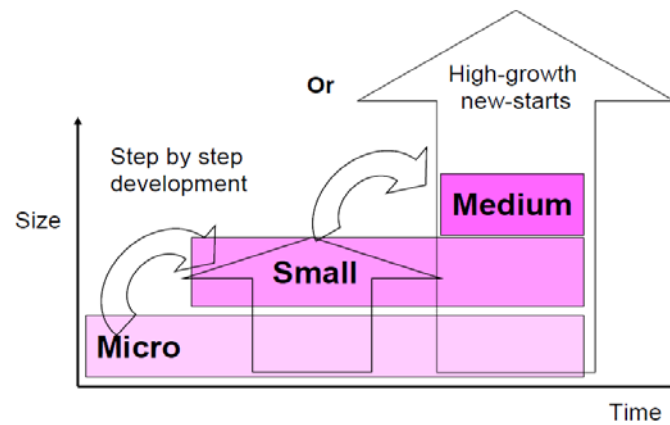 Or
High-growth
new-starts
Step by step
development
Size
Medium
Small
Micro
Time